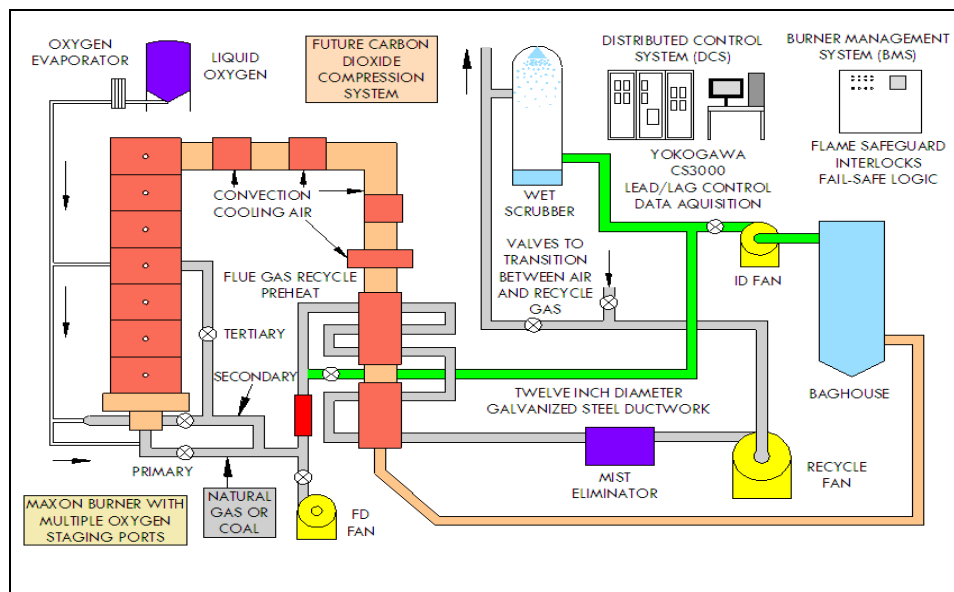 OXYGEN
EVAPORATOR
LIQUID
OXYGEN
FUTURE CARBON
DIOXIDE
COMPRESSION
SYSTEM
DISTRIBUTED CONTROL
SYSTEM (DCS)
BURNER MANAGEMENT
SYSTEM (BMS)
YOKOGAWA
CS3000
LEAD/LAG CONTROL
DATA AQUISITION
FLAME SAFEGUARD
INTERLOCKS
FAIL-SAFE LOGIC
CONVECTION
COOLING AIR
WET
SCRUBBER
VALVES TO
TRANSITION
BETWEEN AIR
AND RECYCLE
GAS
ID FAN
FLUE GAS RECYCLE
PREHEAT
TERTIARY
SECONDARY
TWELVE INCH DIAMETER
GALVANIZED STEEL DUCTWORK
BAGHOUSE
PRIMARY
MIST
ELIMINATOR
RECYCLE
FAN
MAXON BURNER WITH
MULTIPLE OXYGEN
STAGING PORTS
NATURAL
GAS OR
COAL
FD
FAN